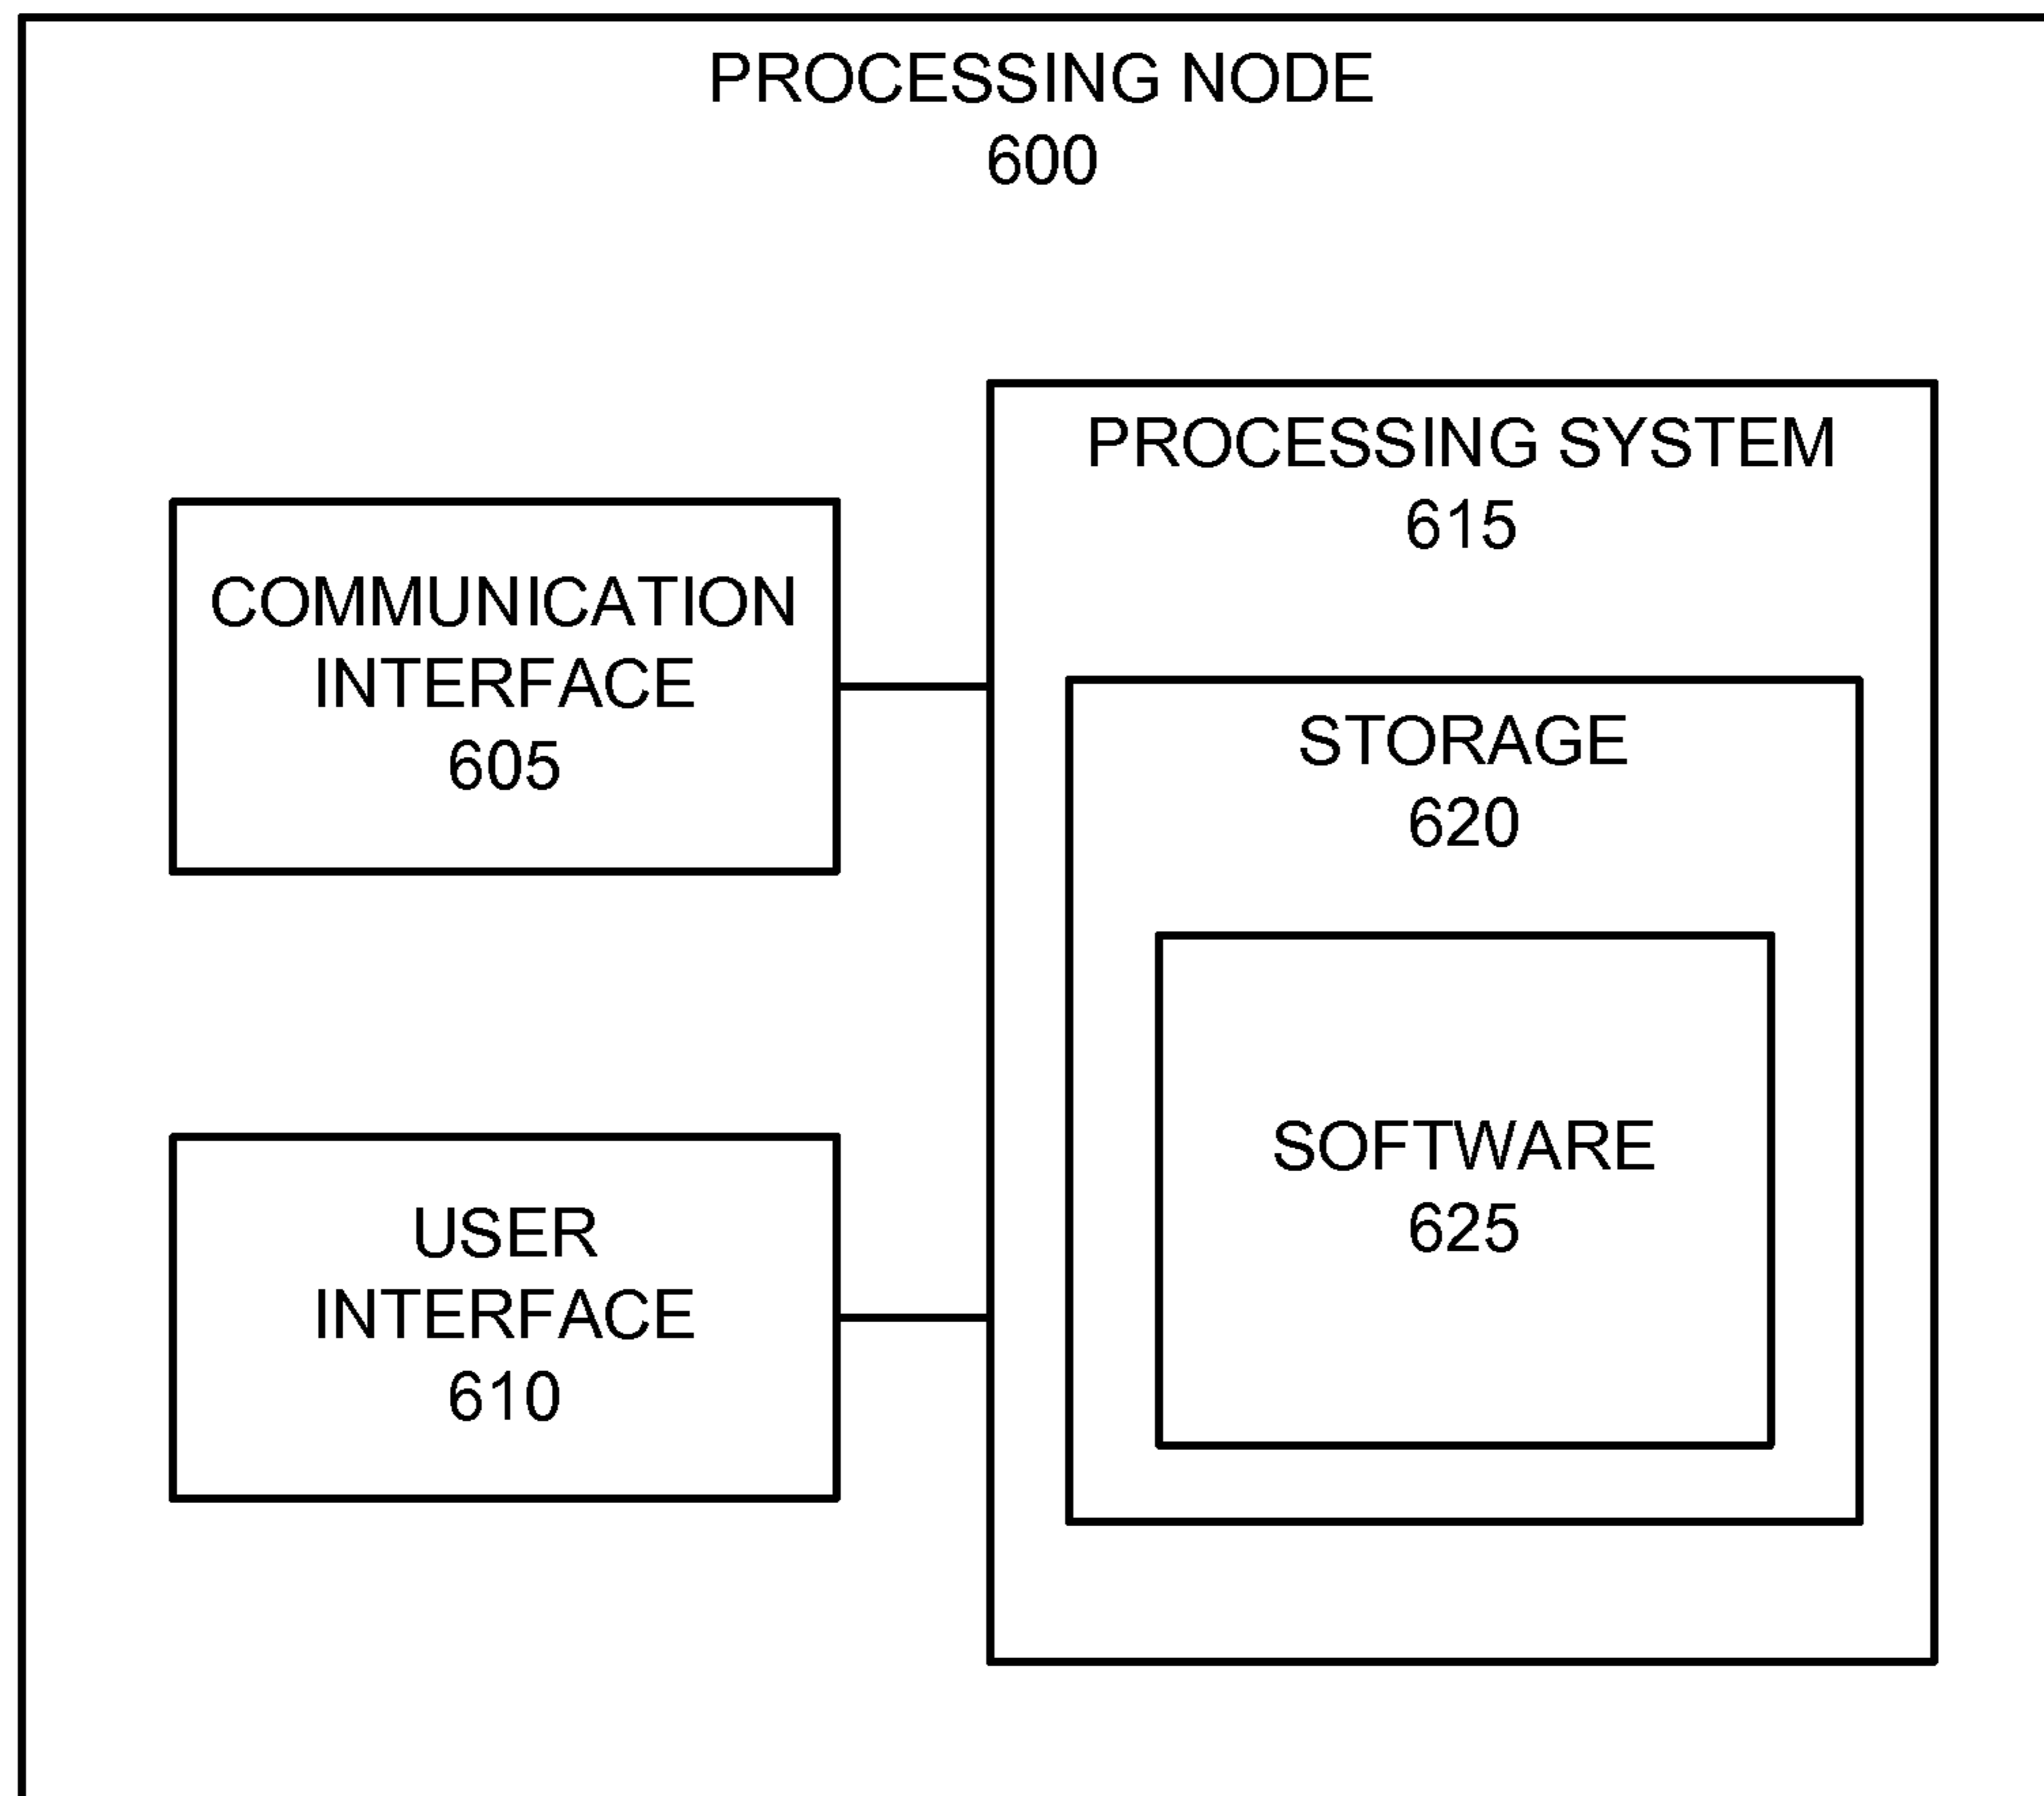 PROCESSING NODE
600
PROCESSING SYSTEM
615
COMMUNICATION
INTERFACE
605
STORAGE
620
SOFTWARE
625
USER
INTERFACE
610